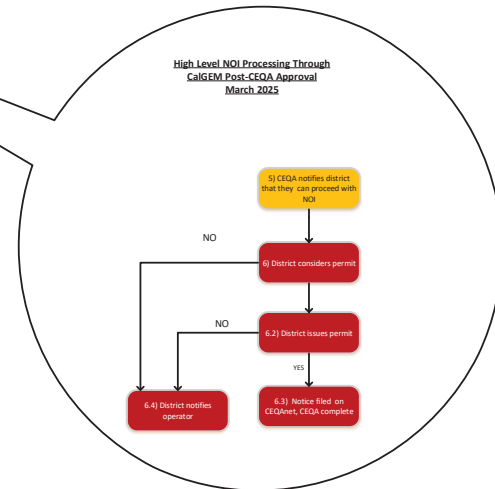 High Level NOI Processing Through
CalGEM Post-CEQA Approval
March 2025
5) CEQA notifies district
that they can proceed with
NOI
NO
6) District considers permit
NO
6.2) District issues permit
YES
6.4) District notifies
operator
6.3) Notice filed on
CEQAnet, CEQA complete